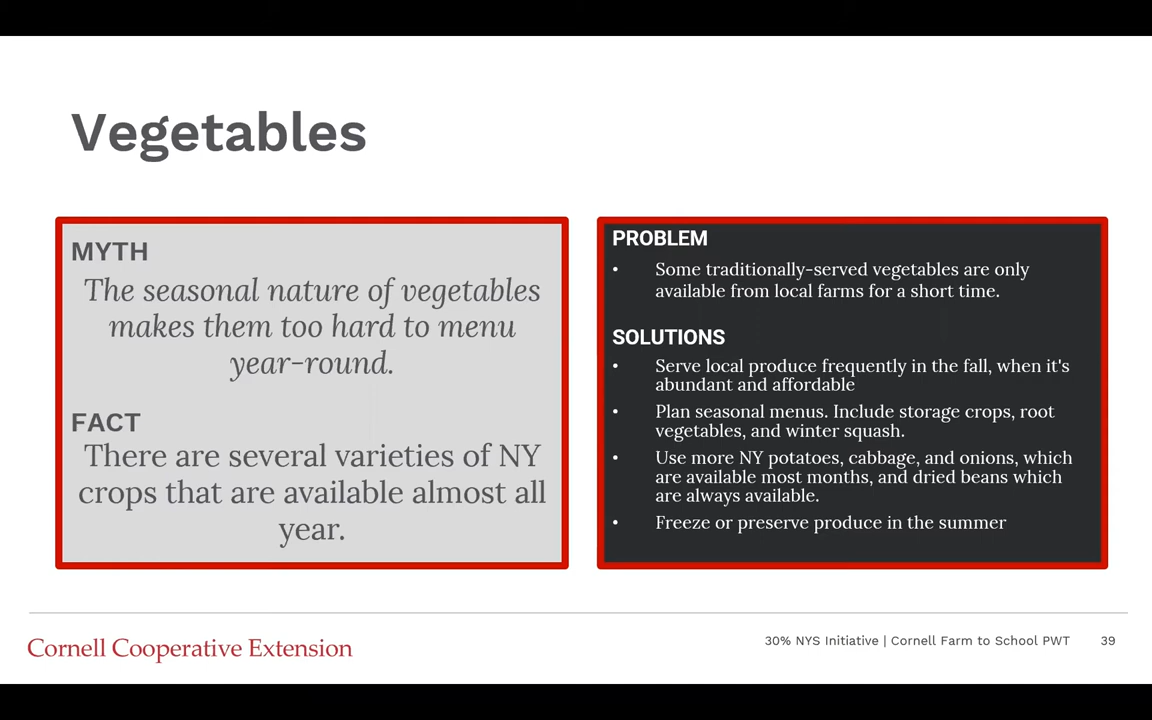 Vegetables
MYTH
The seasonal nature of vegetables
makes them too hard to menu
year-round.
FACT
There are several varieties of NY
crops that are available almost all
year.
PROBLEM
• Some traditionally-served vegetables are only
available from local farms for a short time.
SOLUTIONS
• Serve local produce frequently in the fall, when it's
abundant and affordable
• Plan seasonal menus. Include storage crops, root
vegetables, and winter squash.
• Use more NY potatoes, cabbage, and onions, which
are available most months, and dried beans which
are always available.
• Freeze or preserve produce in the summer
Cornell Cooperative Extension
30% NYS Initiative | Cornell Farm to School PWT 39